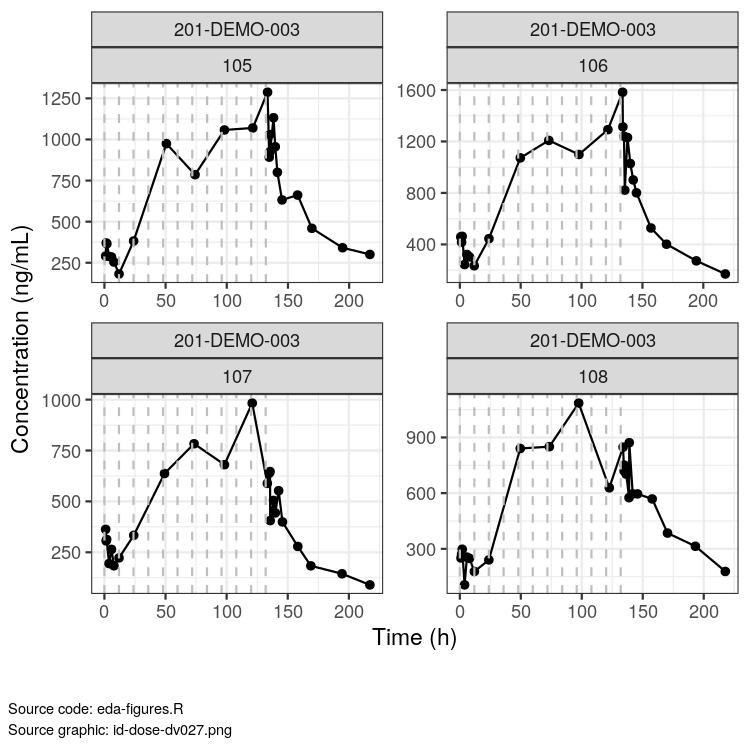 201-DEMO-003
201-DEMO-003
105
106
1250
1000
750
500
250
1600
1200
800
400
0 50 100 150 200
0 50 100 150 200
Concentration (ng/mL)
201-DEMO-003
201-DEMO-003
107
108
1000
750
500
250
900
600
300
0 50 100 150 200
0 50 100 150 200
Time (h)
Source code: eda-figures.R
Source graphic: id-dose-dv027.png